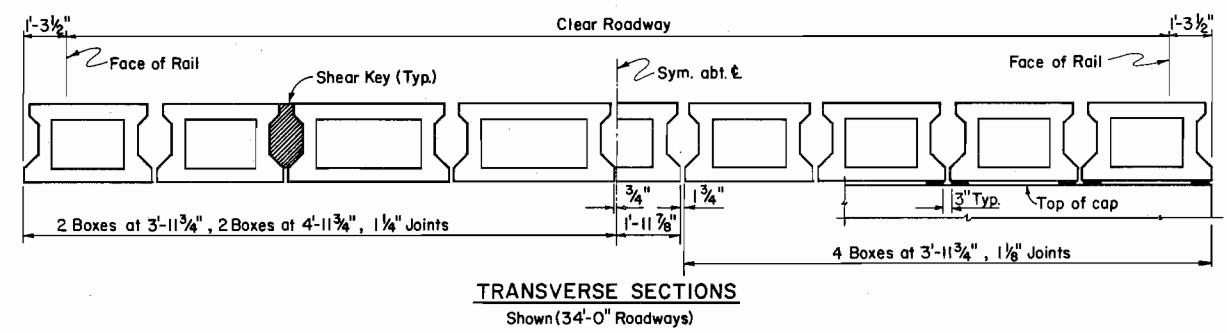 1'-3½"
Clear Roadway
1'-3½"
Face of Rail
Shear Key (Typ.)
Sym. abt. ℄
Face of Rail
¾"
1¾"
3" Typ.
Top of cap
2 Boxes at 3'-11¾", 2 Boxes at 4'-11¾", 1¼" Joints
1'-11⅞"
4 Boxes at 3'-11¾", 1⅛" Joints
TRANSVERSE SECTIONS
Shown (34'-0" Roadways)